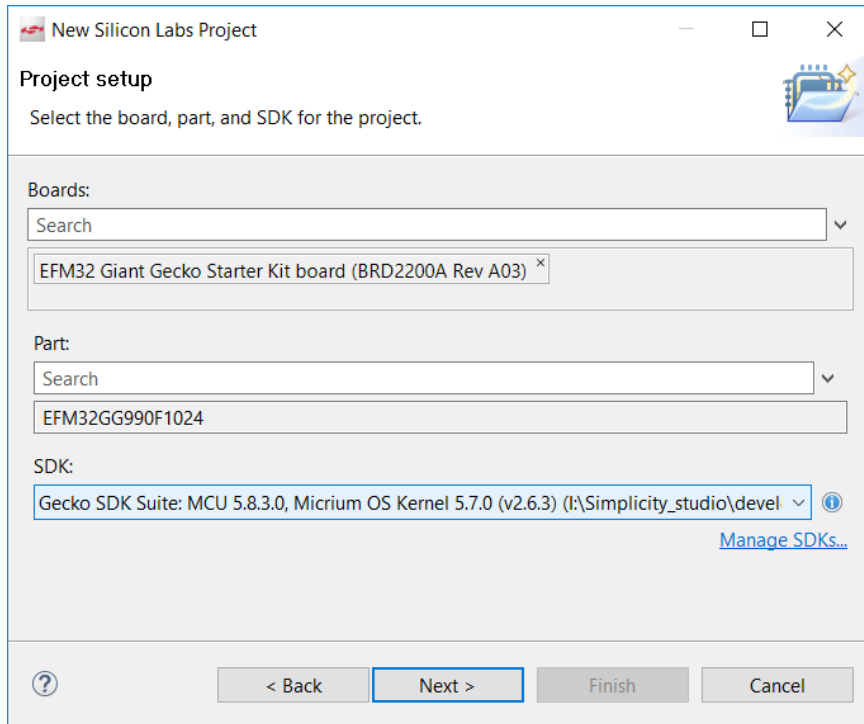 New Silicon Labs Project
Project setup
Select the board, part, and SDK for the project.
Boards:
Search
EFM32 Giant Gecko Starter Kit board (BRD2200A Rev A03) ×
Part:
Search
EFM32GG990F1024
SDK:
Gecko SDK Suite: MCU 5.8.3.0, Micrium OS Kernel 5.7.0 (v2.6.3) (I:\Simplicity_studio\devel
Manage SDKs...
< Back
Next >
Finish
Cancel